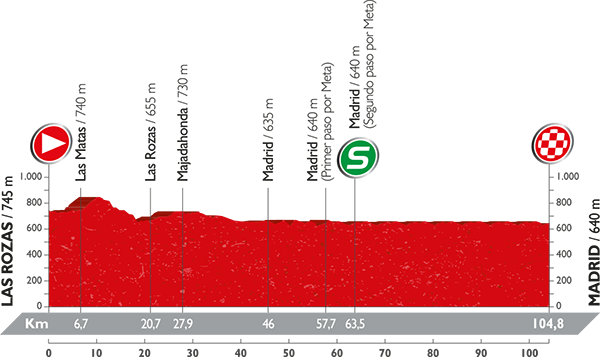 Las Matas / 740 m
Las Rozas / 655 m
Majadahonda / 730 m
Madrid / 635 m
Madrid / 640 m
(Primer paso por Meta)
Madrid / 640 m
(Segundo paso por Meta)
S
LAS ROZAS / 745 m
MADRID / 640 m
1.000
800
600
400
200
0
1.000
800
600
400
200
0
Km 6,7 20,7 27,9 46 57,7 63,5 104,8
0 10 20 30 40 50 60 70 80 90 100